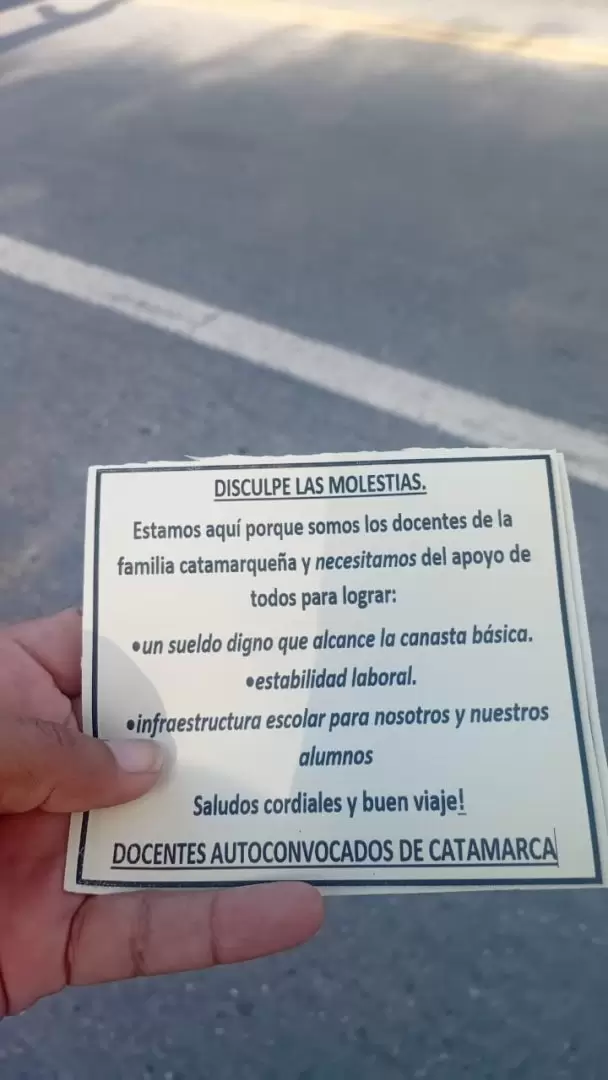 DISCULPE LAS MOLESTIAS.
Estamos aquí porque somos los docentes de la
familia catamarqueña y necesitamos del apoyo de
todos para lograr:
•un sueldo digno que alcance la canasta básica.
•estabilidad laboral.
•infraestructura escolar para nosotros y nuestros
alumnos
Saludos cordiales y buen viaje!
DOCENTES AUTOCONVOCADOS DE CATAMARCA